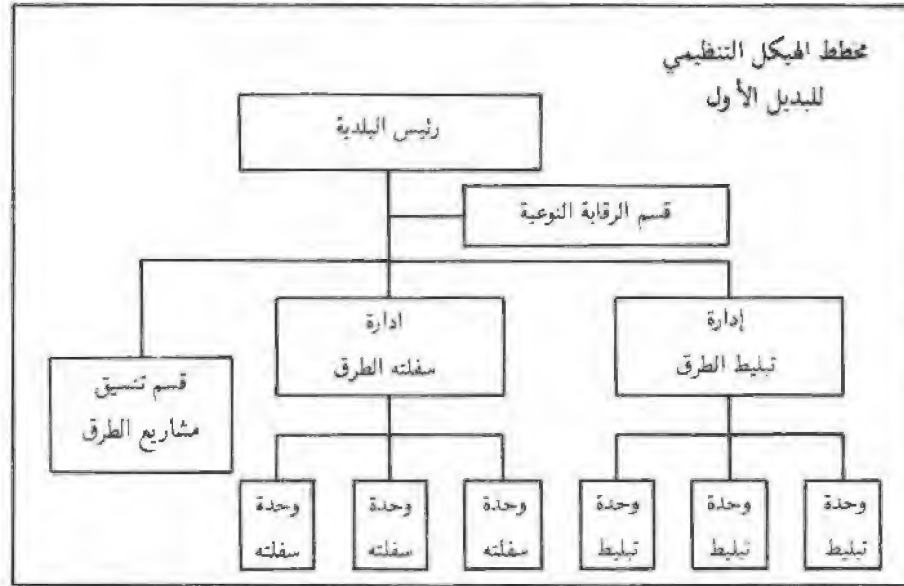 مخطط الهيكل التنظيمي
للبديل الأول
رئيس البلدية
قسم الرقابة النوعية
إدارة
تبليط الطرق
ادارة
سفلته الطرق
قسم تنسيق
مشاريع الطرق
وحدة
تبليط
وحدة
تبليط
وحدة
تبليط
وحدة
سفلته
وحدة
سفلته
وحدة
سفلته